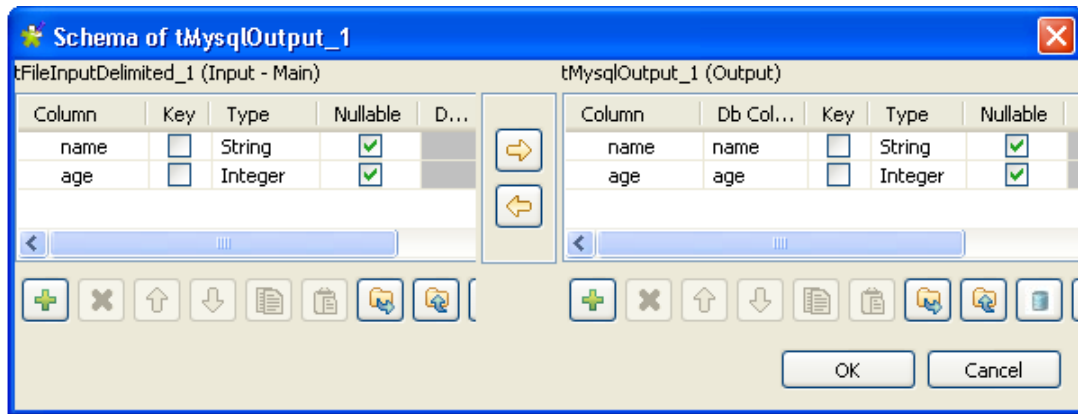 Schema of tMysqlOutput_1
tFileInputDelimited_1 (Input - Main)
tMysqlOutput_1 (Output)
Column Key Type Nullable D...
name String
age Integer
Column Db Col... Key Type Nullable
name name String
age age Integer
OK Cancel